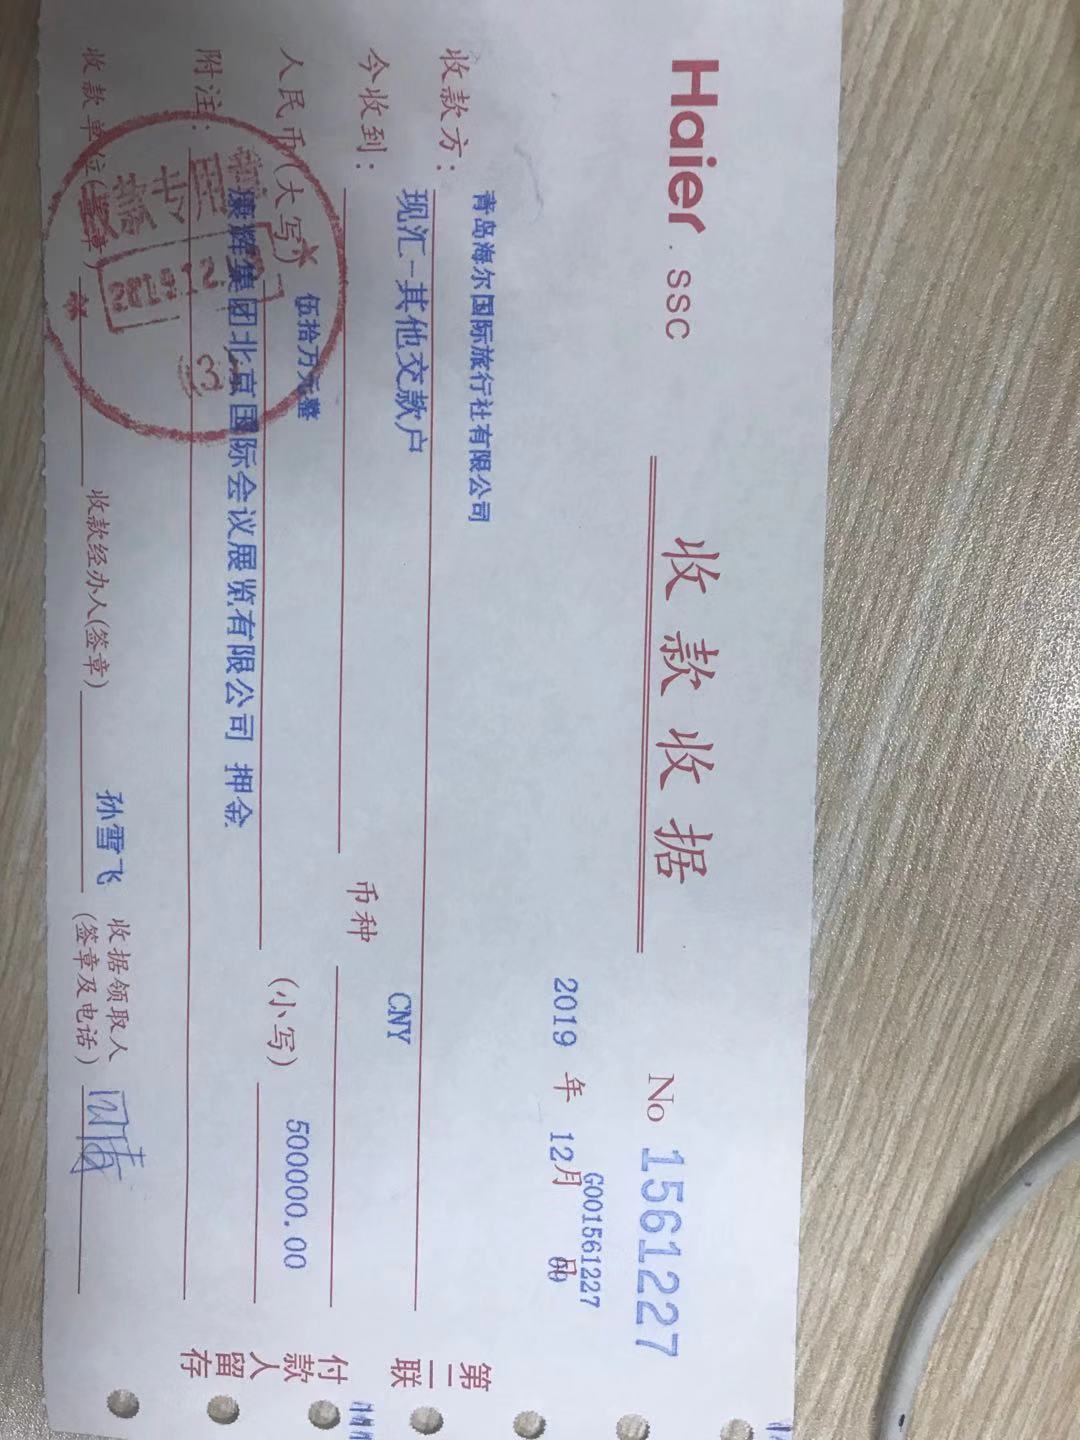 Haier.ssc
收款收据
No 1561227
G001561227
2019 年 12月 09日
收款方： 青岛海尔国际旅行社有限公司
今收到： 现汇-其他交款户 币种 CNY
人民币(大写) 伍拾万元整 (小写) 500000.00
附注： 康辉集团北京国际会议展览有限公司 押金
收款单位(盖章) 收款经办人(签章) 孙雪飞 收据领取人
(签章及电话)
第二联
付款人留存